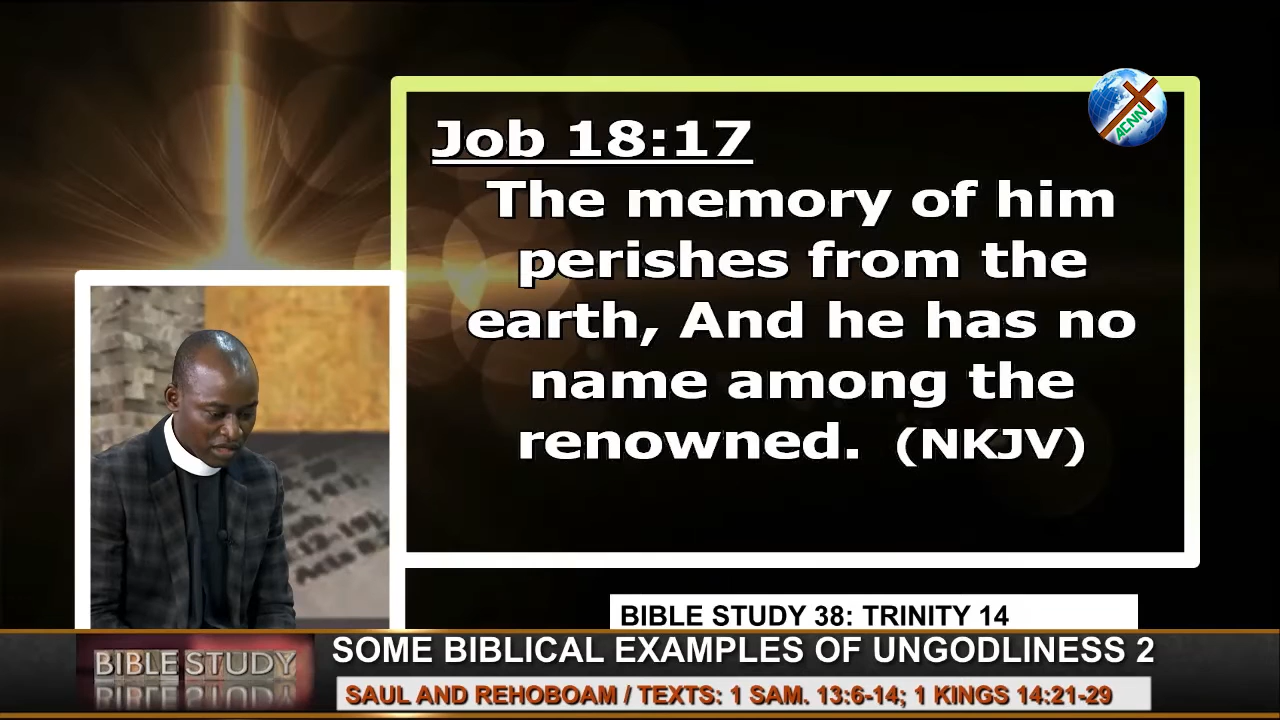 Job 18:17
The memory of him
perishes from the
earth, And he has no
name among the
renowned. (NKJV)
ACNN
BIBLE STUDY 38: TRINITY 14
BIBLE STUDY
SOME BIBLICAL EXAMPLES OF UNGODLINESS 2
SAUL AND REHOBOAM / TEXTS: 1 SAM. 13:6-14; 1 KINGS 14:21-29